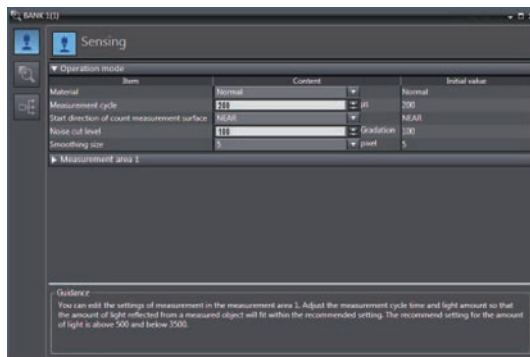 BANK 1(1)
Sensing
▼ Operation mode
Item Content Initial value
Material Normal Normal
Measurement cycle 200 μs 200
Start direction of count measurement surface NEAR NEAR
Noise cut level 100 Gradation 100
Smoothing size 5 pixel 5
▶ Measurement area 1
Guidance
You can edit the settings of measurement in the measurement area 1. Adjust the measurement cycle time and light amount so that
the amount of light reflected from a measured object will fit within the recommended setting. The recommend setting for the amount
of light is above 500 and below 3500.